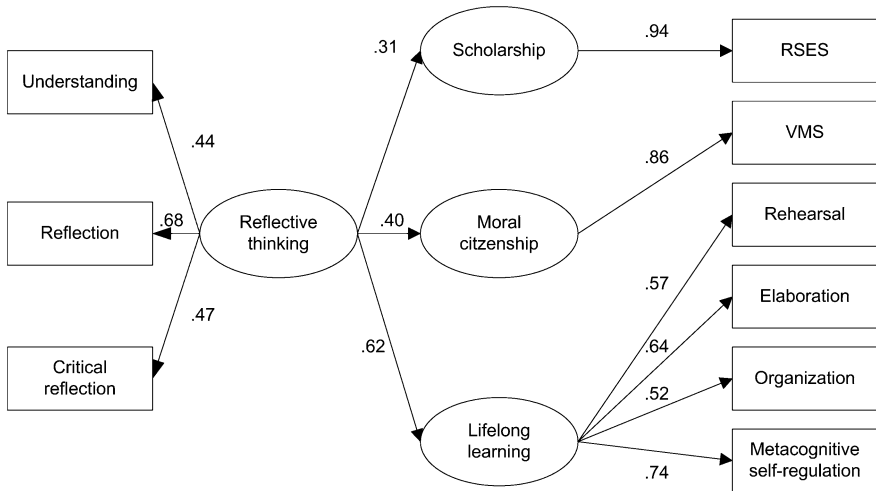 Understanding
.44
Reflection
.68
Critical
reflection
.47
Reflective
thinking
.31
.40
.62
Scholarship
.94
RSES
Moral
citzenship
.86
VMS
Lifelong
learning
.57
Rehearsal
.64
Elaboration
.52
Organization
.74
Metacognitive
self-regulation